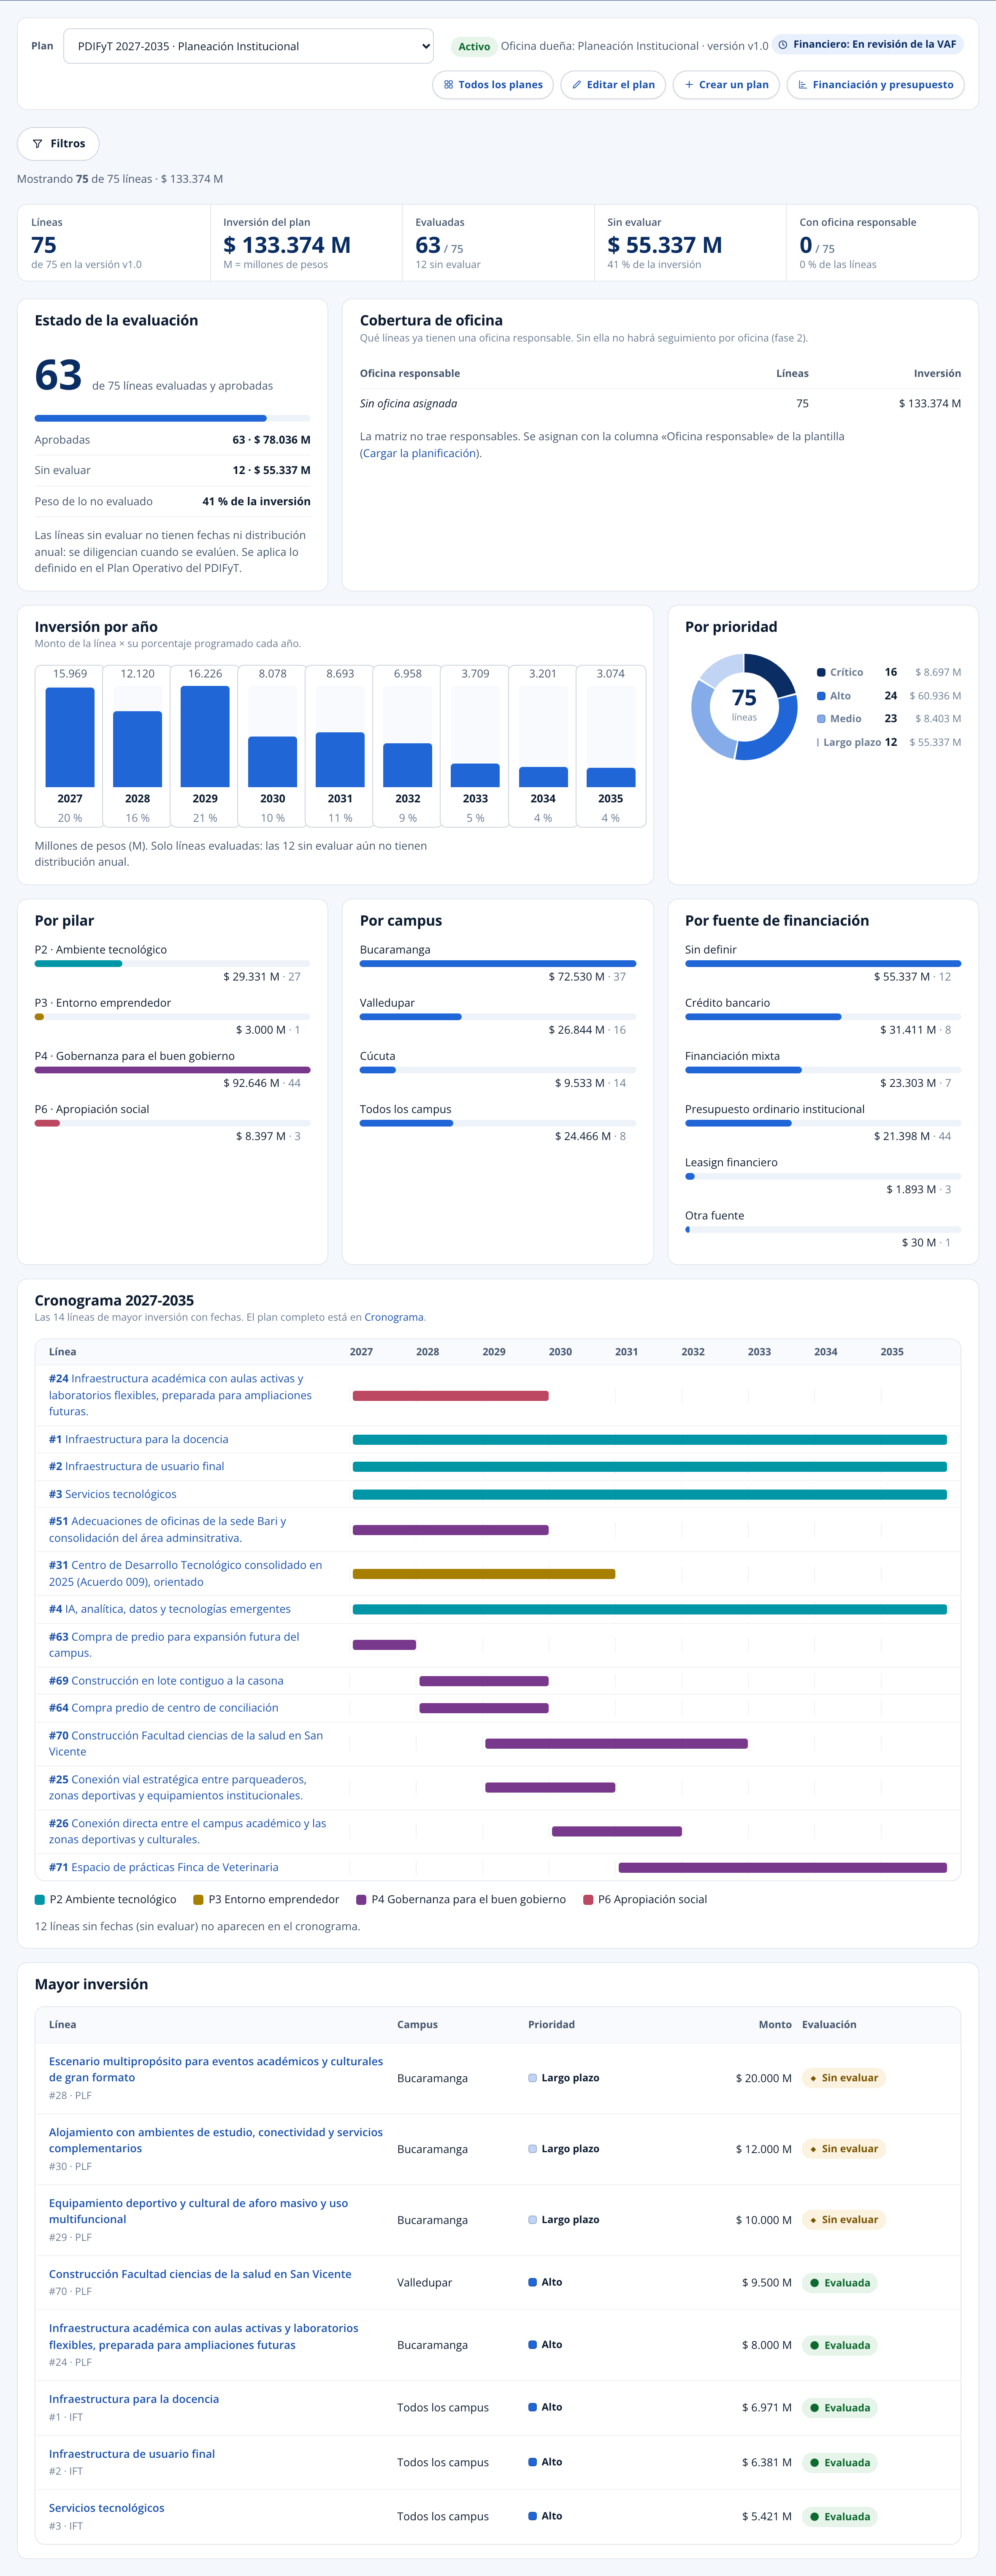 Plan
PDIFyT 2027-2035 · Planeación Institucional
Activo Oficina dueña: Planeación Institucional · versión v1.0
Financiero: En revisión de la VAF
Todos los planes
Editar el plan
Crear un plan
Financiación y presupuesto
Filtros
Mostrando 75 de 75 líneas · $ 133.374 M
Líneas
75
de 75 en la versión v1.0
Inversión del plan
$ 133.374 M
M = millones de pesos
Evaluadas
63 / 75
12 sin evaluar
Sin evaluar
$ 55.337 M
41 % de la inversión
Con oficina responsable
0 / 75
0 % de las líneas
Estado de la evaluación
63 de 75 líneas evaluadas y aprobadas
Aprobadas 63 · $ 78.036 M
Sin evaluar 12 · $ 55.337 M
Peso de lo no evaluado 41 % de la inversión
Las líneas sin evaluar no tienen fechas ni distribución
anual: se diligencian cuando se evalúen. Se aplica lo
definido en el Plan Operativo del PDIFyT.
Cobertura de oficina
Qué líneas ya tienen una oficina responsable. Sin ella no habrá seguimiento por oficina (fase 2).
Oficina responsable Líneas Inversión
Sin oficina asignada 75 $ 133.374 M
La matriz no trae responsables. Se asignan con la columna «Oficina responsable» de la plantilla
(Cargar la planificación).
Inversión por año
Monto de la línea × su porcentaje programado cada año.
15.969 12.120 16.226 8.078 8.693 6.958 3.709 3.201 3.074
2027 2028 2029 2030 2031 2032 2033 2034 2035
20 % 16 % 21 % 10 % 11 % 9 % 5 % 4 % 4 %
Millones de pesos (M). Solo líneas evaluadas: las 12 sin evaluar aún no tienen
distribución anual.
Por prioridad
75
líneas
Crítico 16 $ 8.697 M
Alto 24 $ 60.936 M
Medio 23 $ 8.403 M
Largo plazo 12 $ 55.337 M
Por pilar
P2 · Ambiente tecnológico
$ 29.331 M · 27
P3 · Entorno emprendedor
$ 3.000 M · 1
P4 · Gobernanza para el buen gobierno
$ 92.646 M · 44
P6 · Apropiación social
$ 8.397 M · 3
Por campus
Bucaramanga
$ 72.530 M · 37
Valledupar
$ 26.844 M · 16
Cúcuta
$ 9.533 M · 14
Todos los campus
$ 24.466 M · 8
Por fuente de financiación
Sin definir
$ 55.337 M · 12
Crédito bancario
$ 31.411 M · 8
Financiación mixta
$ 23.303 M · 7
Presupuesto ordinario institucional
$ 21.398 M · 44
Leasign financiero
$ 1.893 M · 3
Otra fuente
$ 30 M · 1
Cronograma 2027-2035
Las 14 líneas de mayor inversión con fechas. El plan completo está en Cronograma.
Línea 2027 2028 2029 2030 2031 2032 2033 2034 2035
#24 Infraestructura académica con aulas activas y
laboratorios flexibles, preparada para ampliaciones
futuras.
#1 Infraestructura para la docencia
#2 Infraestructura de usuario final
#3 Servicios tecnológicos
#51 Adecuaciones de oficinas de la sede Bari y
consolidación del área adminsitrativa.
#31 Centro de Desarrollo Tecnológico consolidado en
2025 (Acuerdo 009), orientado
#4 IA, analítica, datos y tecnologías emergentes
#63 Compra de predio para expansión futura del
campus.
#69 Construcción en lote contiguo a la casona
#64 Compra predio de centro de conciliación
#70 Construcción Facultad ciencias de la salud en San
Vicente
#25 Conexión vial estratégica entre parqueaderos,
zonas deportivas y equipamientos institucionales.
#26 Conexión directa entre el campus académico y las
zonas deportivas y culturales.
#71 Espacio de prácticas Finca de Veterinaria
P2 Ambiente tecnológico P3 Entorno emprendedor P4 Gobernanza para el buen gobierno P6 Apropiación social
12 líneas sin fechas (sin evaluar) no aparecen en el cronograma.
Mayor inversión
Línea Campus Prioridad Monto Evaluación
Escenario multipropósito para eventos académicos y culturales
de gran formato
#28 · PLF
Bucaramanga Largo plazo $ 20.000 M Sin evaluar
Alojamiento con ambientes de estudio, conectividad y servicios
complementarios
#30 · PLF
Bucaramanga Largo plazo $ 12.000 M Sin evaluar
Equipamiento deportivo y cultural de aforo masivo y uso
multifuncional
#29 · PLF
Bucaramanga Largo plazo $ 10.000 M Sin evaluar
Construcción Facultad ciencias de la salud en San Vicente
#70 · PLF
Valledupar Alto $ 9.500 M Evaluada
Infraestructura académica con aulas activas y laboratorios
flexibles, preparada para ampliaciones futuras
#24 · PLF
Bucaramanga Alto $ 8.000 M Evaluada
Infraestructura para la docencia
#1 · IFT
Todos los campus Alto $ 6.971 M Evaluada
Infraestructura de usuario final
#2 · IFT
Todos los campus Alto $ 6.381 M Evaluada
Servicios tecnológicos
#3 · IFT
Todos los campus Alto $ 5.421 M Evaluada